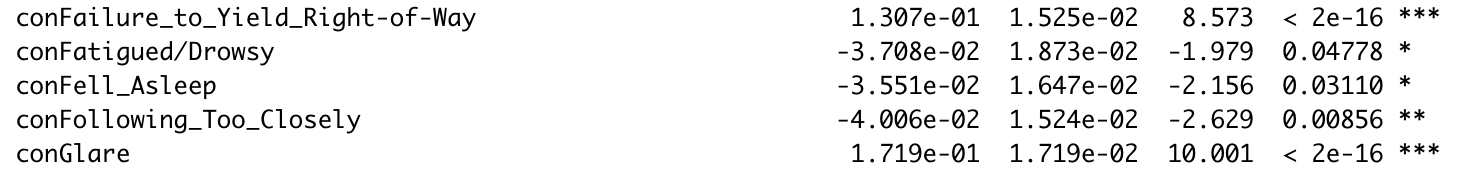 conFailure_to_Yield_Right-of-Way 1.307e-01 1.525e-02 8.573 < 2e-16 ***
conFatigued/Drowsy -3.708e-02 1.873e-02 -1.979 0.04778 *
conFell_Asleep -3.551e-02 1.647e-02 -2.156 0.03110 *
conFollowing_Too_Closely -4.006e-02 1.524e-02 -2.629 0.00856 **
conGlare 1.719e-01 1.719e-02 10.001 < 2e-16 ***